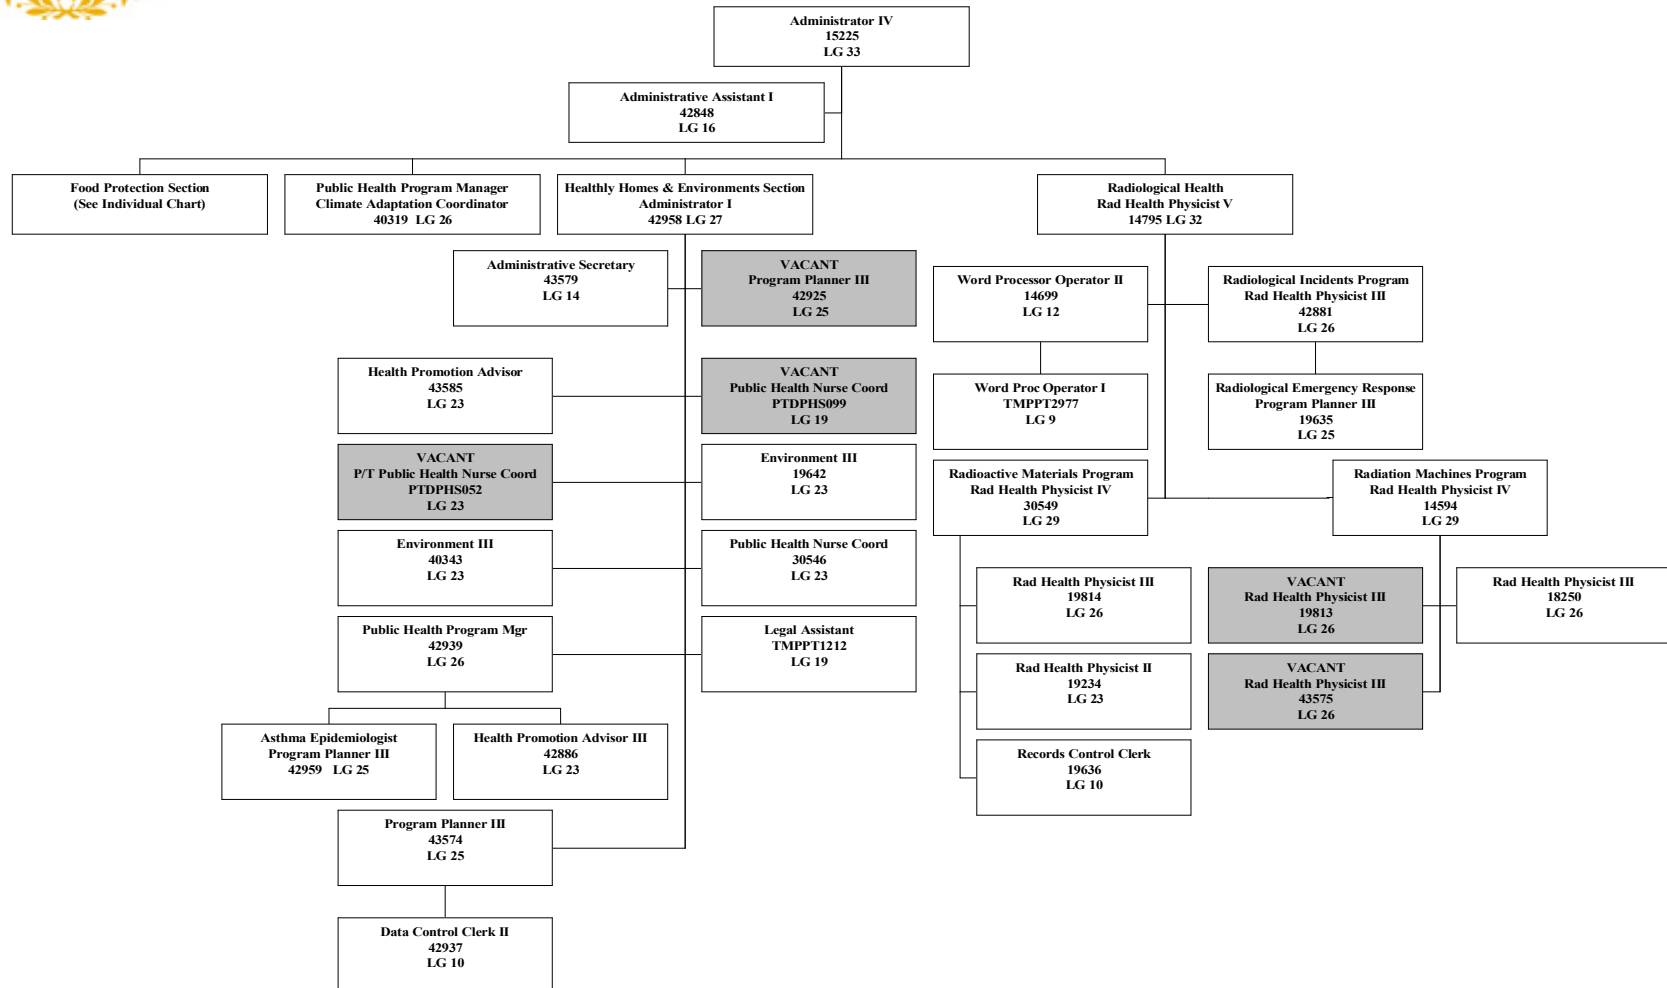 Administrator IV
15225
LG 33
Administrative Assistant I
42848
LG 16
Food Protection Section
(See Individual Chart)
Public Health Program Manager
Climate Adaptation Coordinator
40319 LG 26
Healthly Homes & Environments Section
Administrator I
42958 LG 27
Radiological Health
Rad Health Physicist V
14795 LG 32
Administrative Secretary
43579
LG 14
VACANT
Program Planner III
42925
LG 25
Word Processor Operator II
14699
LG 12
Radiological Incidents Program
Rad Health Physicist III
42881
LG 26
Health Promotion Advisor
43585
LG 23
VACANT
Public Health Nurse Coord
PTDPHS099
LG 19
Word Proc Operator I
TMPPT2977
LG 9
Radiological Emergency Response
Program Planner III
19635
LG 25
VACANT
P/T Public Health Nurse Coord
PTDPHS052
LG 23
Environment III
19642
LG 23
Radioactive Materials Program
Rad Health Physicist IV
30549
LG 29
Radiation Machines Program
Rad Health Physicist IV
14594
LG 29
Environment III
40343
LG 23
Public Health Nurse Coord
30546
LG 23
Rad Health Physicist III
19814
LG 26
VACANT
Rad Health Physicist III
19813
LG 26
Rad Health Physicist III
18250
LG 26
Public Health Program Mgr
42939
LG 26
Legal Assistant
TMPPT1212
LG 19
Rad Health Physicist II
19234
LG 23
VACANT
Rad Health Physicist III
43575
LG 26
Asthma Epidemiologist
Program Planner III
42959 LG 25
Health Promotion Advisor III
42886
LG 23
Records Control Clerk
19636
LG 10
Program Planner III
43574
LG 25
Data Control Clerk II
42937
LG 10